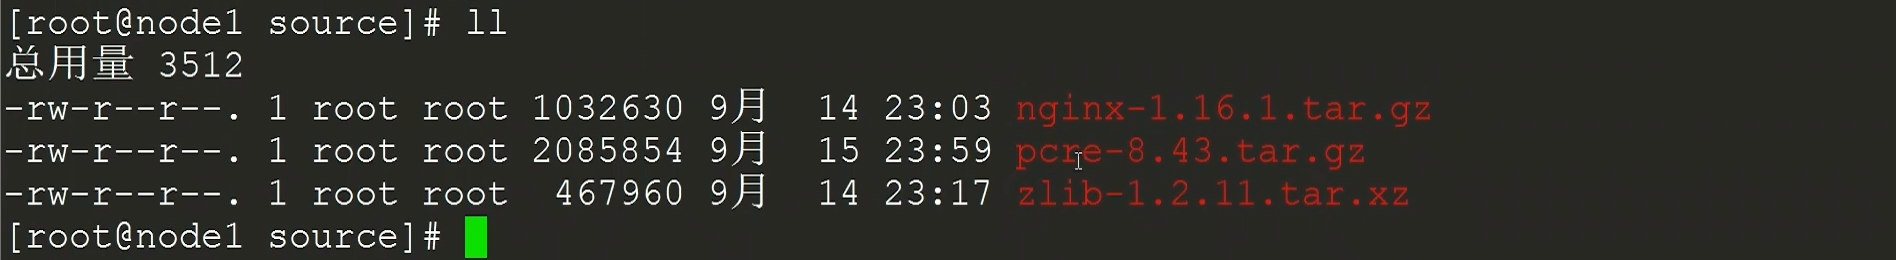 [root@node1 source]# ll
总用量 3512
-rw-r--r--. 1 root root 1032630 9月  14 23:03 nginx-1.16.1.tar.gz
-rw-r--r--. 1 root root 2085854 9月  15 23:59 pcre-8.43.tar.gz
-rw-r--r--. 1 root root  467960 9月  14 23:17 zlib-1.2.11.tar.xz
[root@node1 source]#